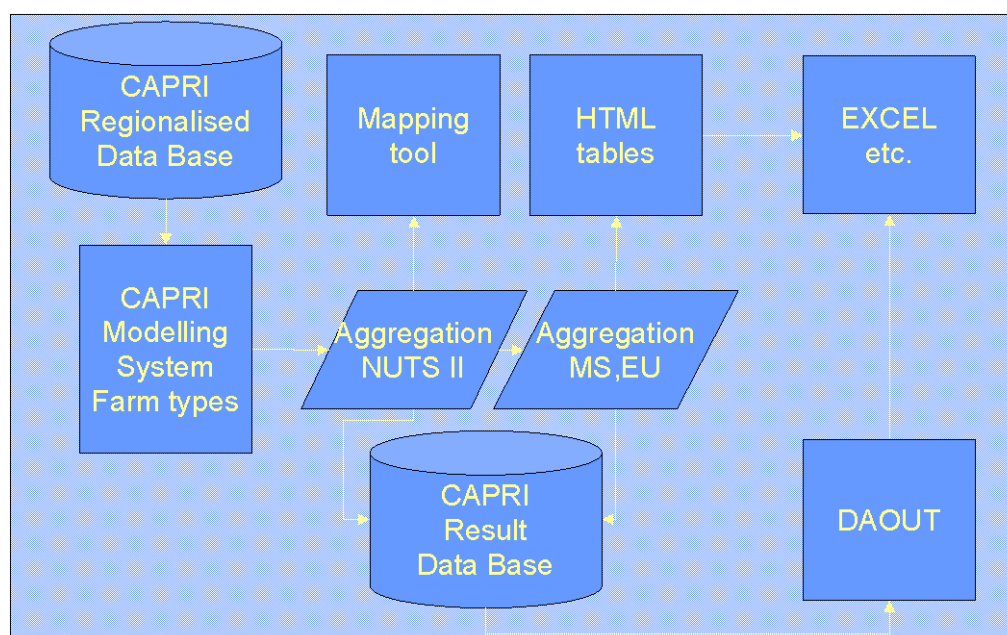 CAPRI
Regionalised
Data Base
Mapping
tool
HTML
tables
EXCEL
etc.
CAPRI
Modelling
System
Farm types
Aggregation
NUTS II
Aggregation
MS,EU
CAPRI
Result
Data Base
DAOUT